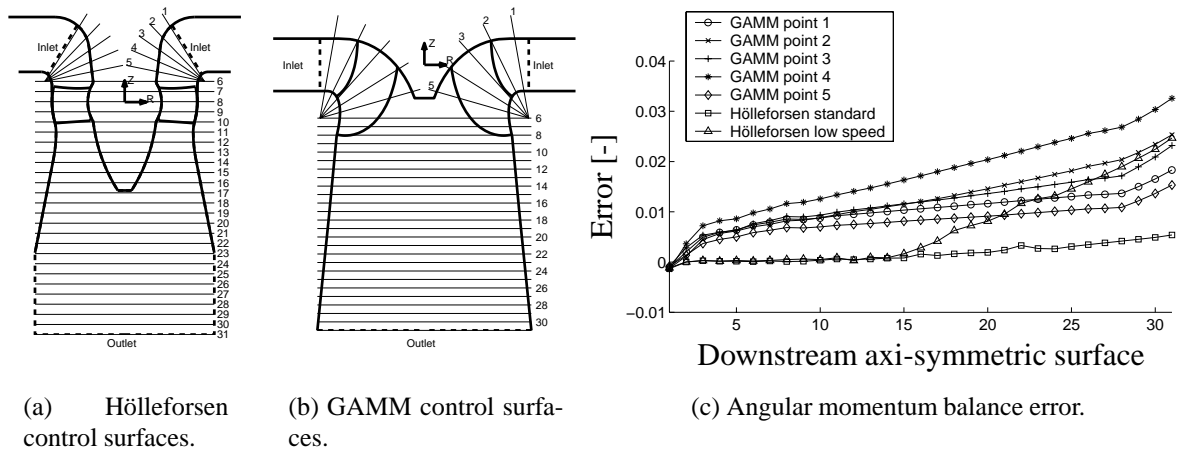 1
2
3
4
5
Inlet
Inlet
Z
R
6
7
8
9
10
11
12
13
14
15
16
17
18
19
20
21
22
23
24
25
26
27
28
29
30
31
Outlet
(a) Hölleforsen
control surfaces.
1
3
5
Inlet
Inlet
Z
R
6
8
10
12
14
16
18
20
22
24
26
28
30
Outlet
(b) GAMM control surfa-
ces.
GAMM point 1
GAMM point 2
GAMM point 3
GAMM point 4
GAMM point 5
Hölleforsen standard
Hölleforsen low speed
0.04
0.03
0.02
0.01
0
−0.01
Error [-]
5 10 15 20 25 30
Downstream axi-symmetric surface
(c) Angular momentum balance error.